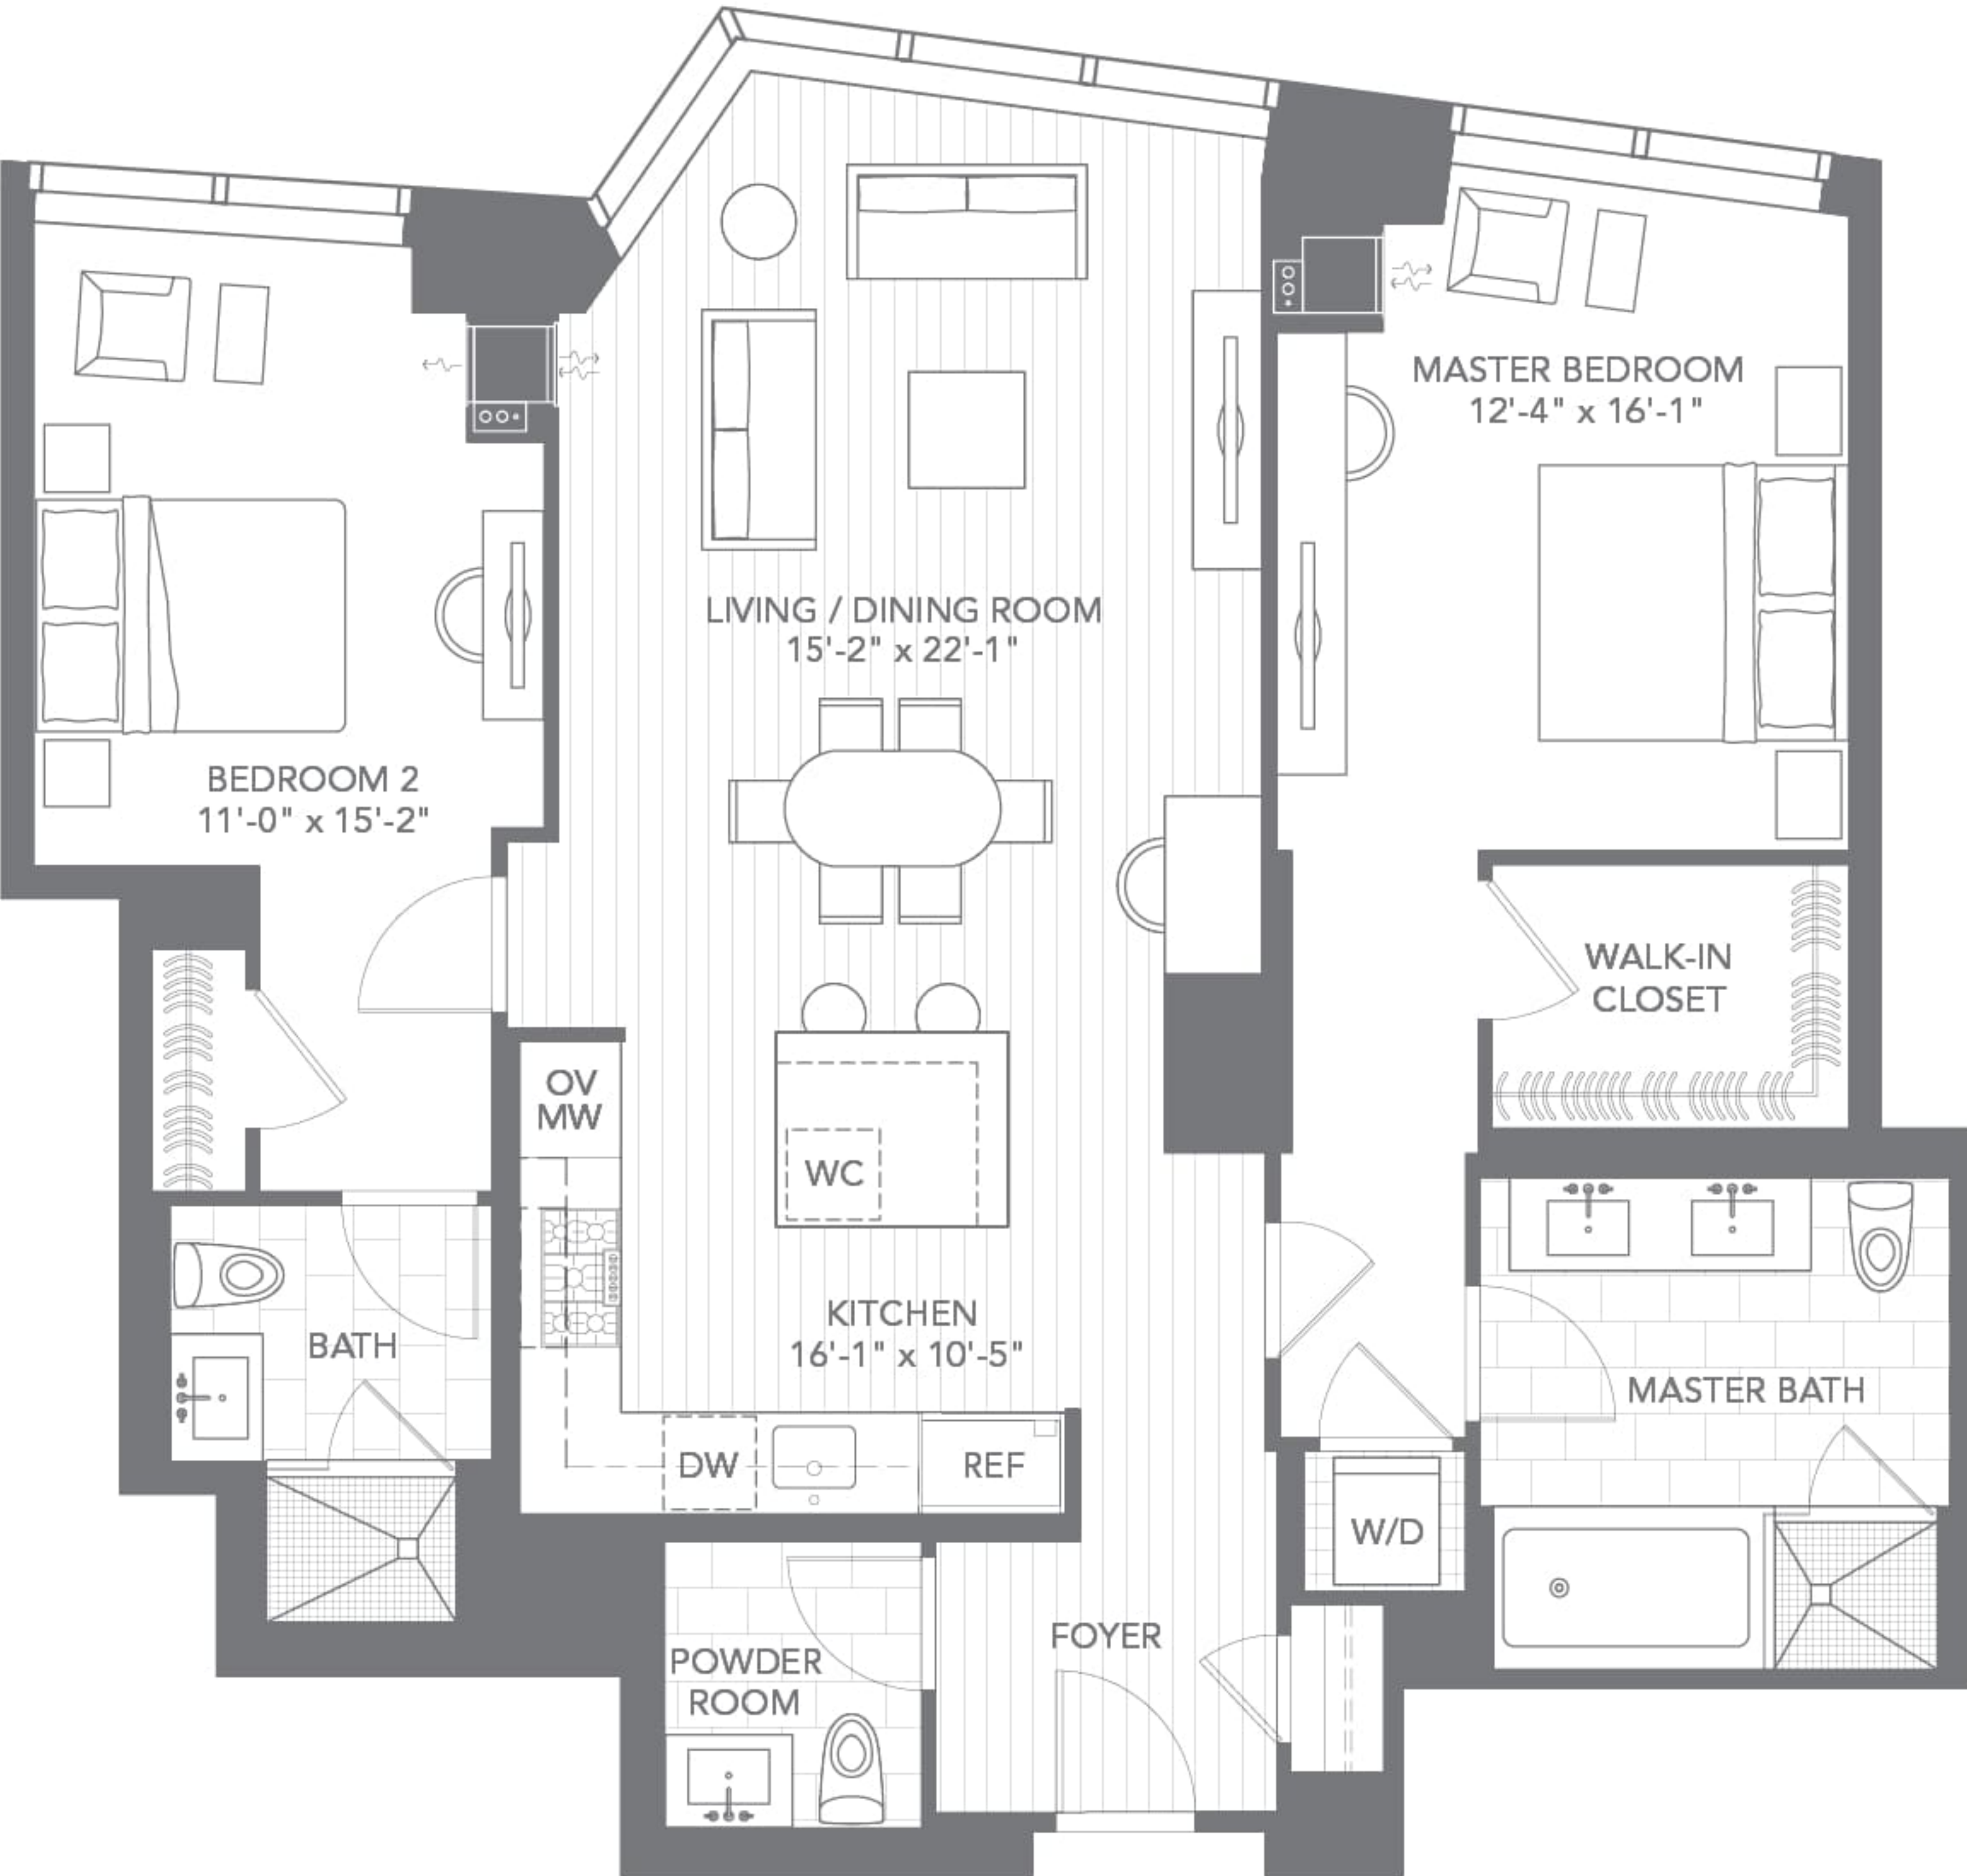 MASTER BEDROOM
12'-4" x 16'-1"
LIVING / DINING ROOM
15'-2" x 22'-1"
BEDROOM 2
11'-0" x 15'-2"
WALK-IN
CLOSET
OV
MW
WC
KITCHEN
16'-1" x 10'-5"
BATH
MASTER BATH
DW
REF
W/D
FOYER
POWDER
ROOM